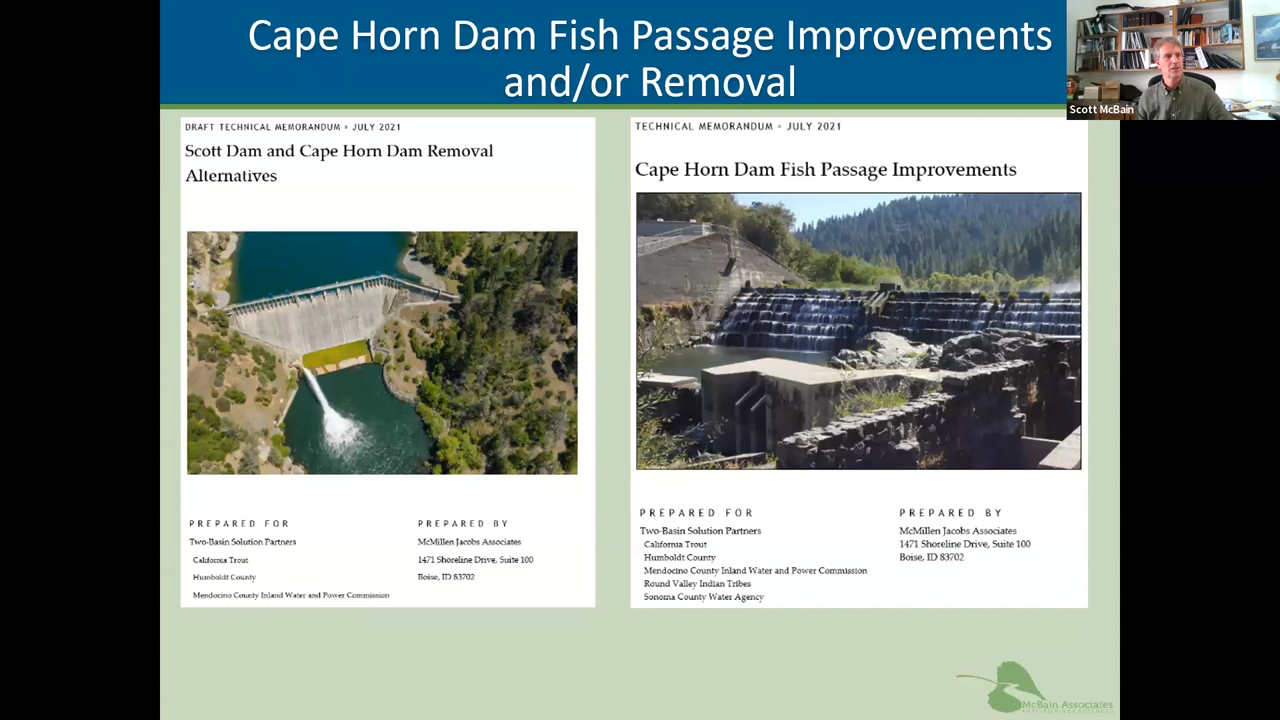 Cape Horn Dam Fish Passage Improvements
and/or Removal
Scott McBain
DRAFT TECHNICAL MEMORANDUM ▪ JULY 2021
Scott Dam and Cape Horn Dam Removal
Alternatives
PREPARED FOR
PREPARED BY
Two-Basin Solution Partners
McMillen Jacobs Associates
California Trout
1471 Shoreline Drive, Suite 100
Humboldt County
Boise, ID 83702
Mendocino County Inland Water and Power Commission
TECHNICAL MEMORANDUM ▪ JULY 2021
Cape Horn Dam Fish Passage Improvements
PREPARED FOR
PREPARED BY
Two-Basin Solution Partners
McMillen Jacobs Associates
California Trout
1471 Shoreline Drive, Suite 100
Humboldt County
Boise, ID 83702
Mendocino County Inland Water and Power Commission
Round Valley Indian Tribes
Sonoma County Water Agency
McBain Associates
APPLIED RIVER SCIENCES